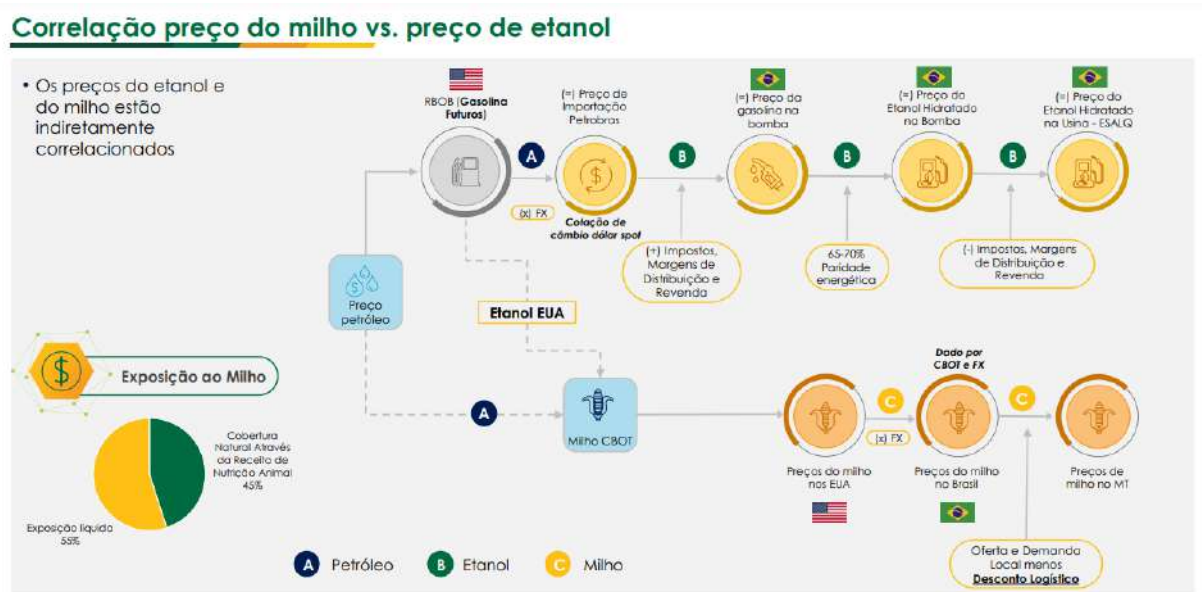 Correlação preço do milho vs. preço de etanol
• Os preços do etanol e
do milho estão
indiretamente
correlacionados
RBOB (Gasolina
Futuros)
(=) Preço de
Importação
Petrobras
(=) Preço da
gasolina na
bomba
(=) Preço do
Etanol Hidratado
na Bomba
(=) Preço do
Etanol Hidratado
na Usina - ESALQ
A
B
B
B
(x) FX
Cotação de
câmbio dólar spot
(+) Impostos,
Margens de
Distribuição e
Revenda
65-70%
Paridade
energética
(-) Impostos, Margens
de Distribuição e
Revenda
Preço
petróleo
Etanol EUA
Exposição ao Milho
Cobertura
Natural Através
da Receita de
Nutrição Animal
45%
Exposição líquida
55%
A
Milho CBOT
Dado por
CBOT e FX
C
C
(x) FX
Preços do milho
nos EUA
Preços do milho
no Brasil
Preços de
milho no MT
Oferta e Demanda
Local menos
Desconto Logístico
A Petróleo
B Etanol
C Milho